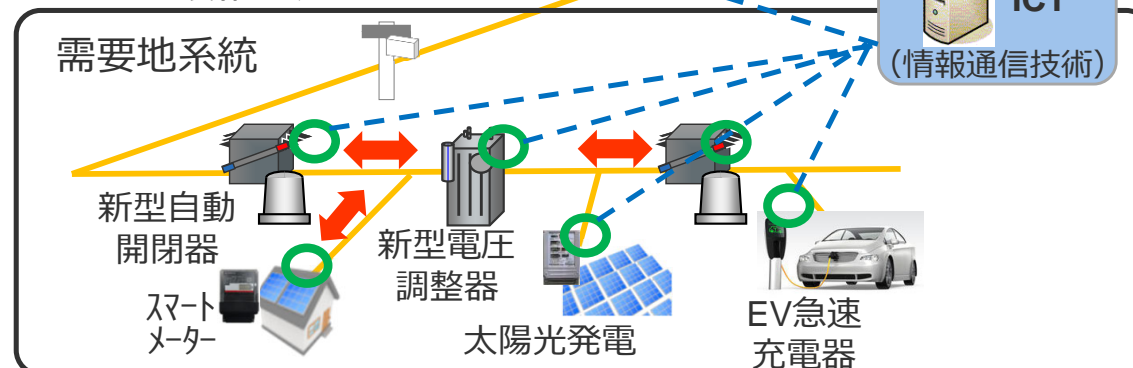 ICT
(情報通信技術)
需要地系統
新型自動
開閉器
新型電圧
調整器
スマート
メーター
太陽光発電
EV急速
充電器